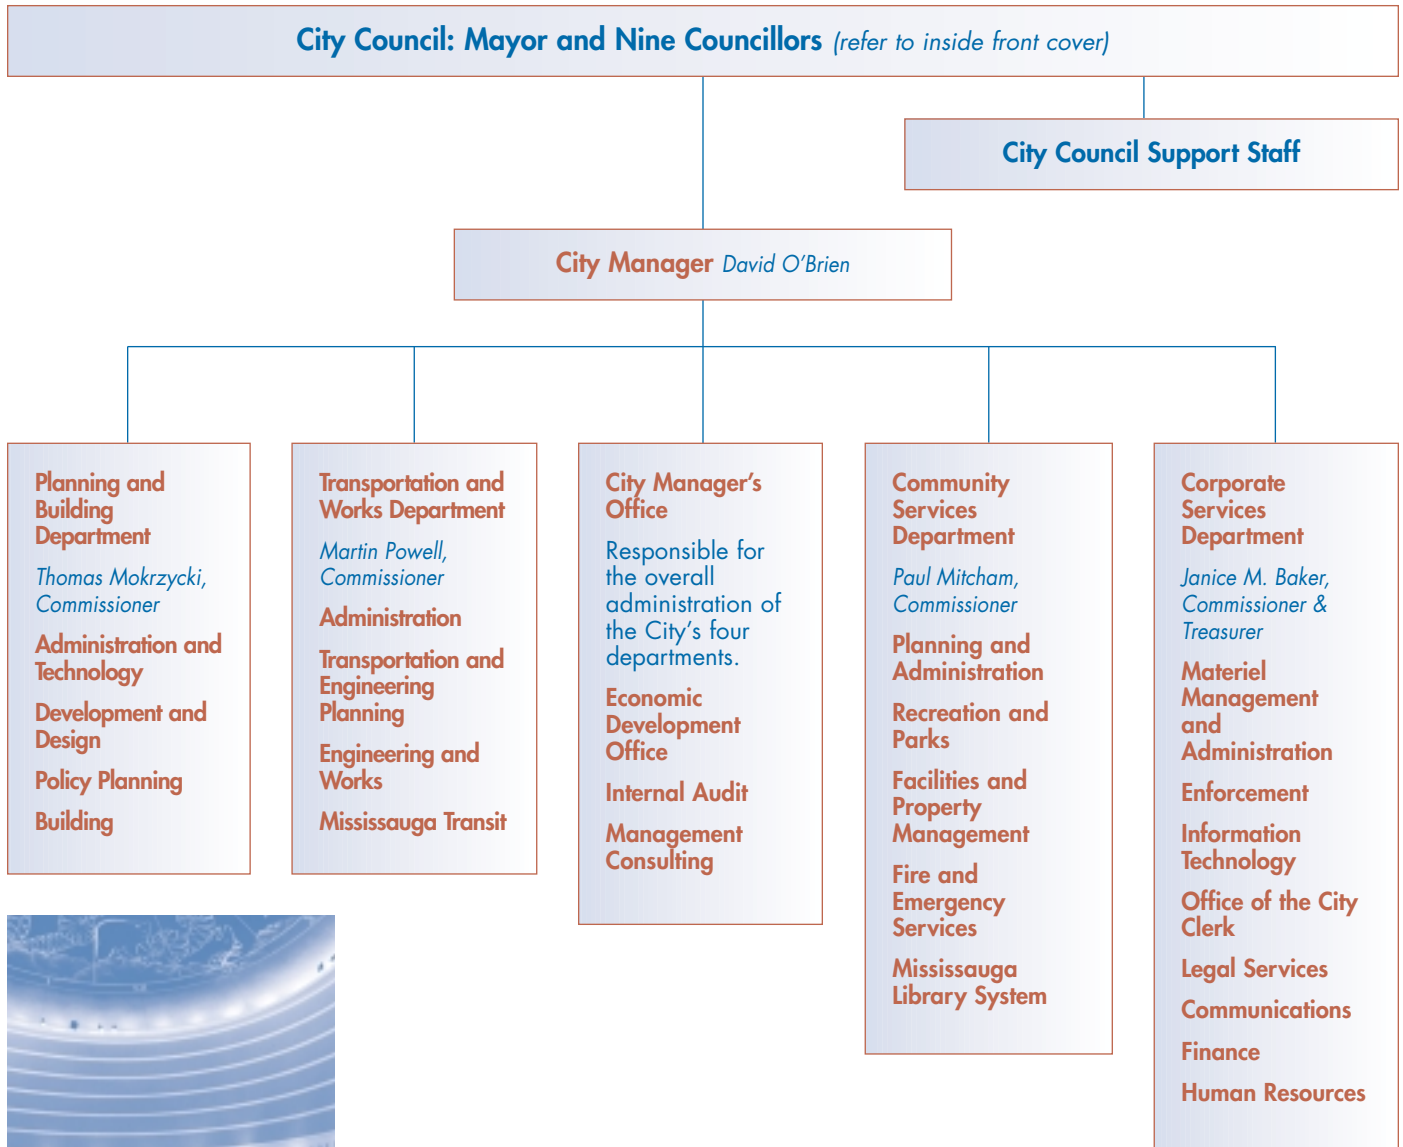 City Council: Mayor and Nine Councillors (refer to inside front cover)
City Council Support Staff
City Manager David O’Brien
Planning and
Building
Department
Thomas Mokrzycki,
Commissioner
Administration and
Technology
Development and
Design
Policy Planning
Building
Transportation and
Works Department
Martin Powell,
Commissioner
Administration
Transportation and
Engineering
Planning
Engineering and
Works
Mississauga Transit
City Manager’s
Office
Responsible for
the overall
administration of
the City’s four
departments.
Economic
Development
Office
Internal Audit
Management
Consulting
Community
Services
Department
Paul Mitcham,
Commissioner
Planning and
Administration
Recreation and
Parks
Facilities and
Property
Management
Fire and
Emergency
Services
Mississauga
Library System
Corporate
Services
Department
Janice M. Baker,
Commissioner &
Treasurer
Materiel
Management
and
Administration
Enforcement
Information
Technology
Office of the City
Clerk
Legal Services
Communications
Finance
Human Resources